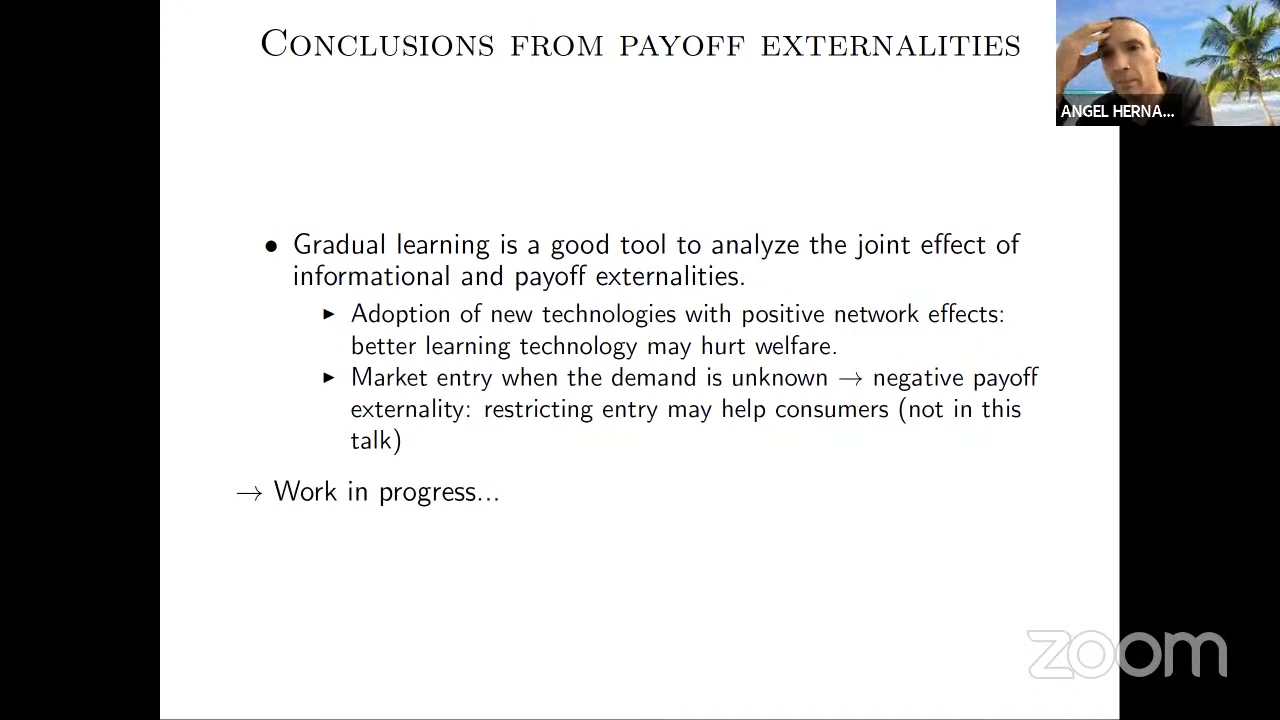 CONCLUSIONS FROM PAYOFF EXTERNALITIES
ANGEL HERNA...
• Gradual learning is a good tool to analyze the joint effect of
informational and payoff externalities.
▶ Adoption of new technologies with positive network effects:
better learning technology may hurt welfare.
▶ Market entry when the demand is unknown → negative payoff
externality: restricting entry may help consumers (not in this
talk)
→ Work in progress...
zoom